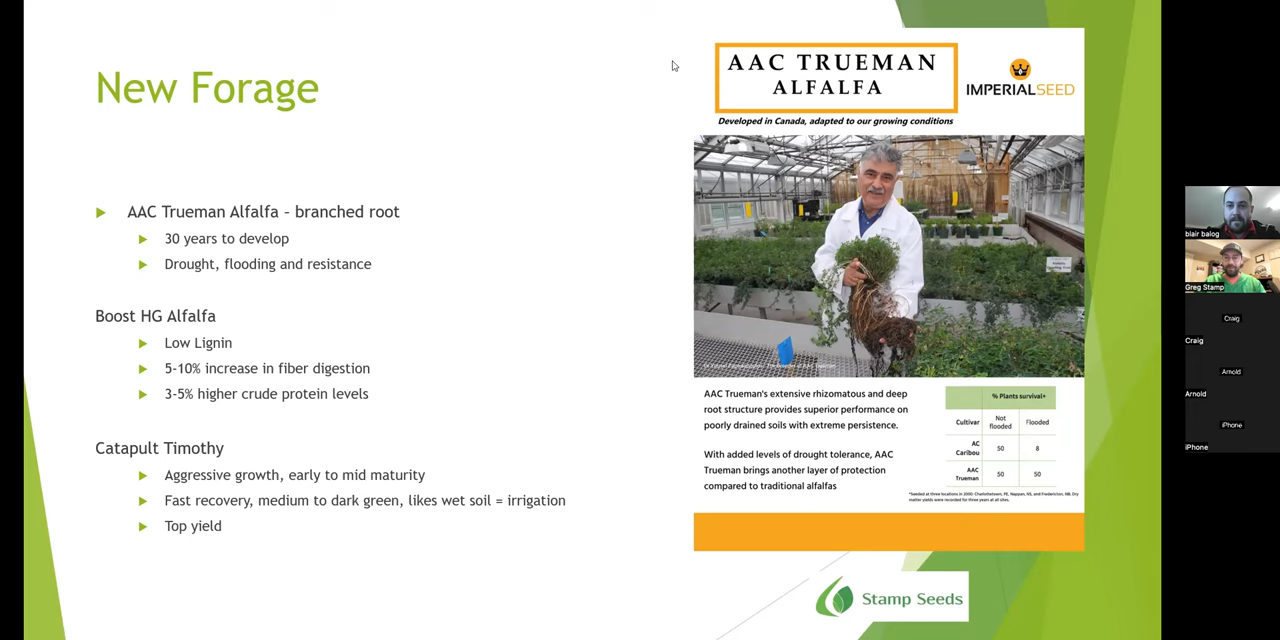 New Forage
AAC Trueman Alfalfa – branched root
30 years to develop
Drought, flooding and resistance
Boost HG Alfalfa
Low Lignin
5-10% increase in fiber digestion
3-5% higher crude protein levels
Catapult Timothy
Aggressive growth, early to mid maturity
Fast recovery, medium to dark green, likes wet soil = irrigation
Top yield
AAC TRUEMAN
ALFALFA
IMPERIALSEED
Developed in Canada, adapted to our growing conditions
AAC Trueman's extensive rhizomatous and deep
root structure provides superior performance on
poorly drained soils with extreme persistence.
With added levels of drought tolerance, AAC
Trueman brings another layer of protection
compared to traditional alfalfas
% Plants survival*
Cultivar Not flooded Flooded
AC Caribou 50 8
AAC Trueman 50 50
*Seeded at three locations in 2000: Charlottetown, PE, Nappan, NS, and Fredericton, NB. Dry
matter yields were recorded for three years at all sites.
Stamp Seeds
blair balog
Greg Stamp
Craig
Craig
Arnold
Arnold
iPhone
iPhone